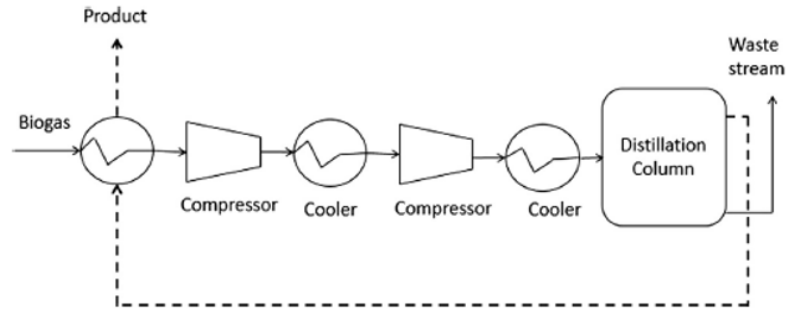 Product
Waste
stream
Biogas
Distillation
Column
Compressor
Cooler
Compressor
Cooler